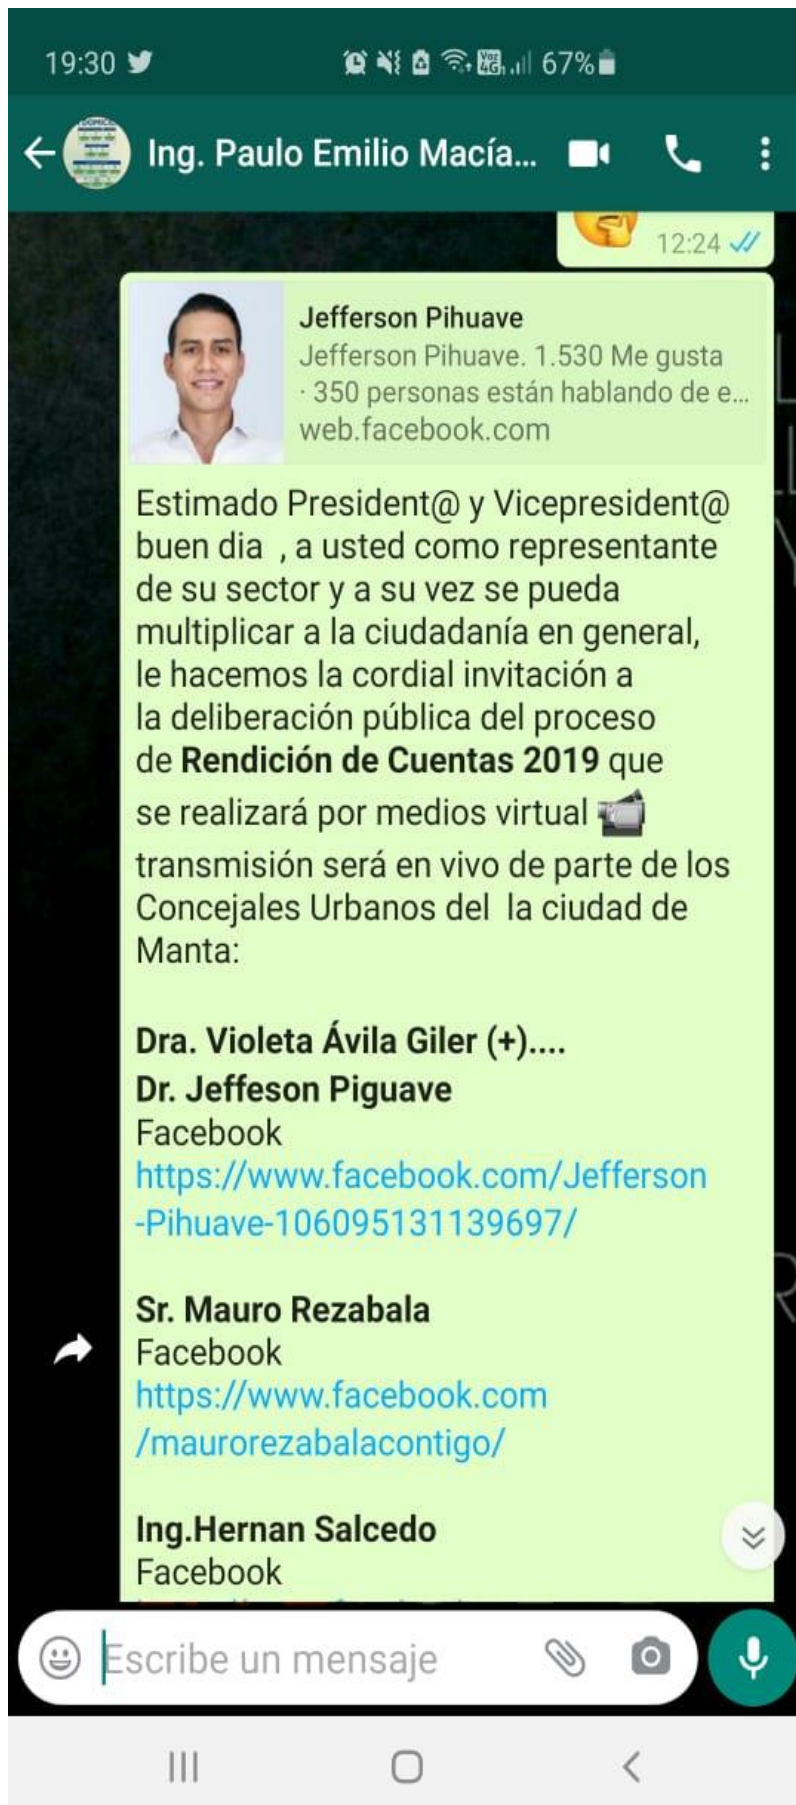 19:30 67%
Ing. Paulo Emilio Macía...
12:24
Jefferson Pihuave
Jefferson Pihuave. 1.530 Me gusta
· 350 personas están hablando de e...
web.facebook.com
Estimado President@ y Vicepresident@
buen dia , a usted como representante
de su sector y a su vez se pueda
multiplicar a la ciudadanía en general,
le hacemos la cordial invitación a
la deliberación pública del proceso
de Rendición de Cuentas 2019 que
se realizará por medios virtual
transmisión será en vivo de parte de los
Concejales Urbanos del la ciudad de
Manta:
Dra. Violeta Ávila Giler (+)....
Dr. Jeffeson Piguave
Facebook
https://www.facebook.com/Jefferson
-Pihuave-106095131139697/
Sr. Mauro Rezabala
Facebook
https://www.facebook.com
/maurorezabalacontigo/
Ing.Hernan Salcedo
Facebook
Escribe un mensaje